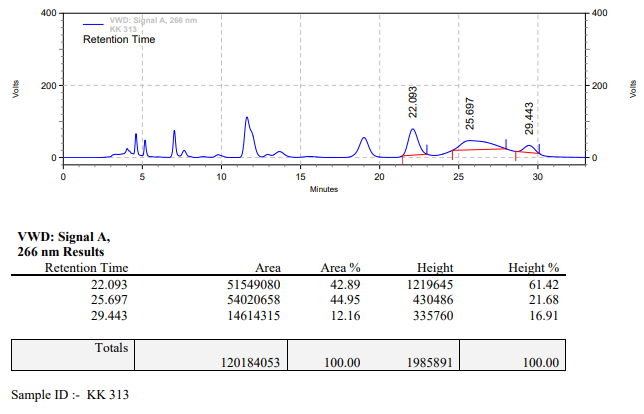 400 400
VWD: Signal A, 266 nm
KK 313
Retention Time
Volts
Volts
200 200
22.093
25.697
29.443
0 0
0 5 10 15 20 25 30
Minutes
VWD: Signal A,
266 nm Results
Retention Time Area Area % Height Height %
22.093 51549080 42.89 1219645 61.42
25.697 54020658 44.95 430486 21.68
29.443 14614315 12.16 335760 16.91
Totals
120184053 100.00 1985891 100.00
Sample ID :- KK 313